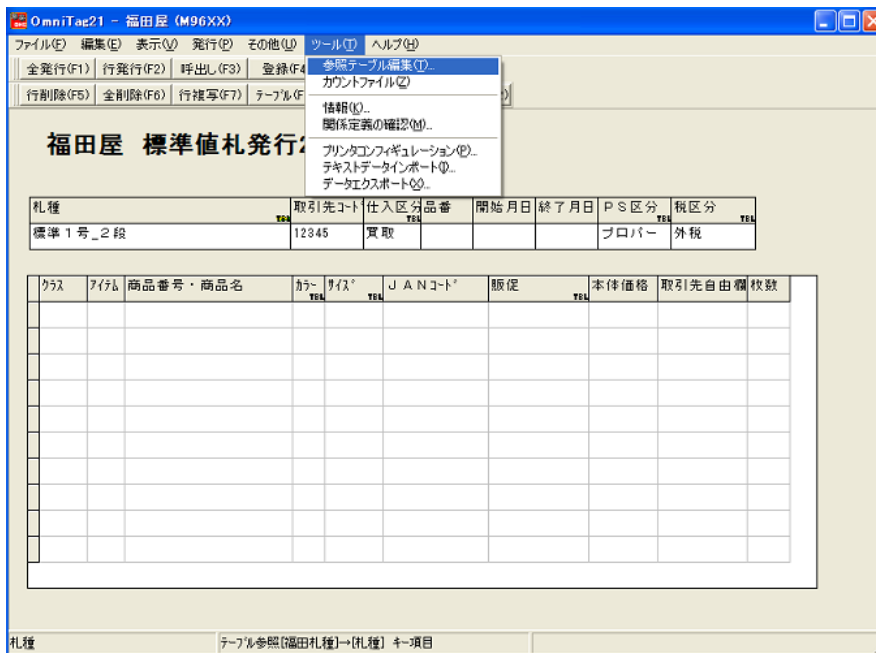 OmniTag21 - 福田屋 (M96XX)
ファイル(F) 編集(E) 表示(V) 発行(P) その他(U) ツール(T) ヘルプ(H)
全発行(F1) 行発行(F2) 呼出し(F3) 登録(F4
行削除(F5) 全削除(F6) 行複写(F7) テーブル(F
参照テーブル編集(T)...
カウントファイル(Z)
情報(K)...
関係定義の確認(M)...
プリンタコンフィギュレーション(P)...
テキストデータインポート(I)...
データエクスポート(X)...
福田屋 標準値札発行2
札種 取引先コード 仕入区分 品番 開始月日 終了月日 PS区分 税区分
TBL TBL TBL TBL
標準1号_2段 12345 買取 プロパー 外税
クラス アイテム 商品番号・商品名 カラー サイズ JANコード 販促 本体価格 取引先自由欄 枚数
TBL TBL TBL
札種 テーブル参照[福田札種]→[札種] キー項目